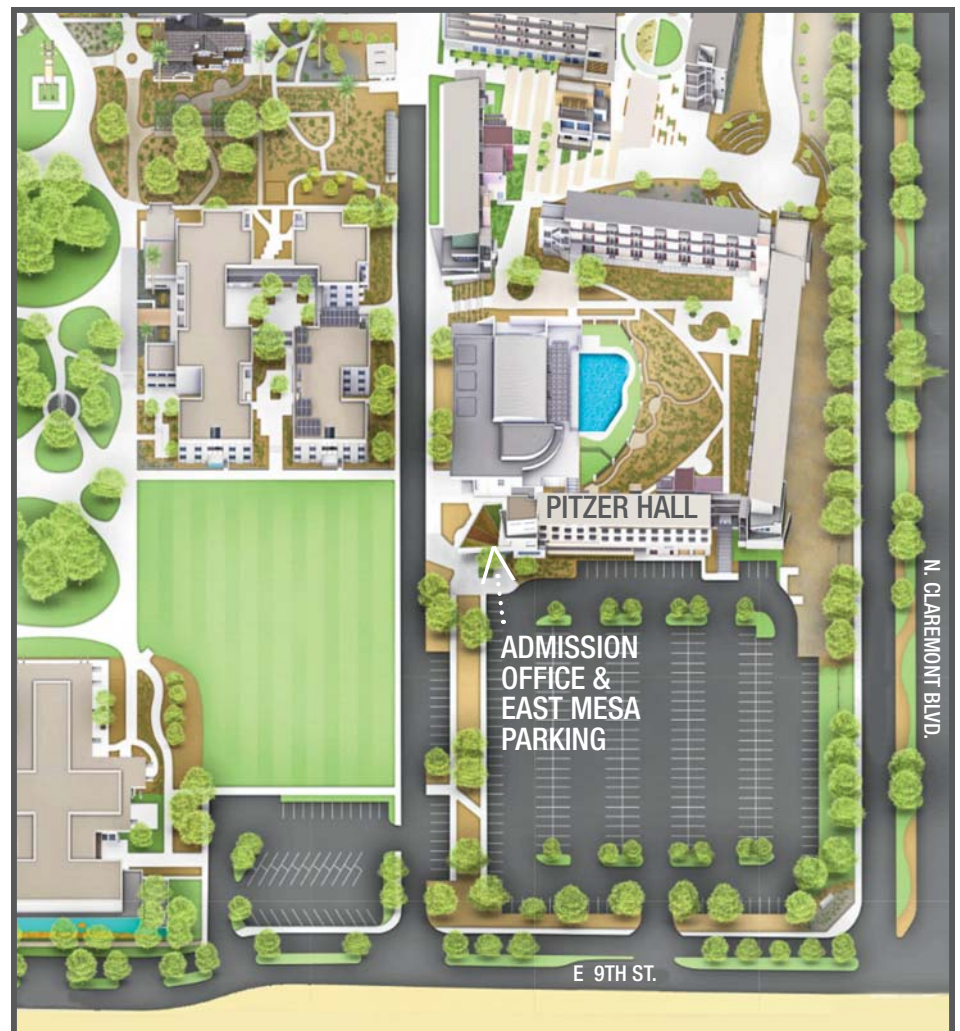 PITZER HALL
ADMISSION
OFFICE &
EAST MESA
PARKING
N. CLAREMONT BLVD.
E 9TH ST.